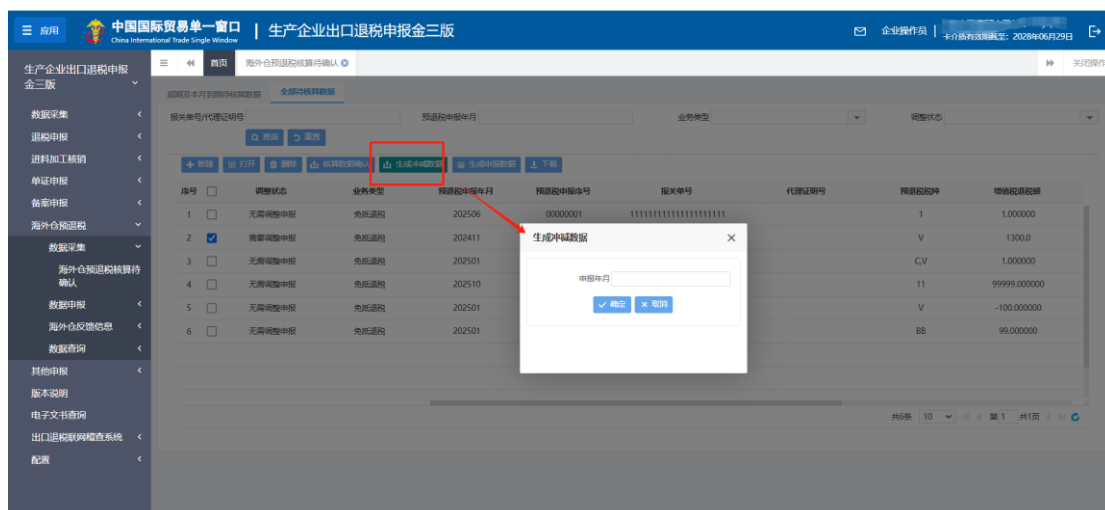 应用 中国国际贸易单一窗口 | 生产企业出口退税申报金三版 企业操作员 | 卡介质有效期截至: 2028年06月29日
China International Trade Single Window
生产企业出口退税申报金三版
首页 海外仓预退税核算待确认 关闭操作
超期及本月到期待核算数据 全部待核算数据
数据采集
退税申报
进料加工核销
单证申报
备案申报
海外仓预退税
数据采集
海外仓预退税核算待确认
数据申报
海外仓反馈信息
数据查询
其他申报
版本说明
电子文书查询
出口退税联网稽查系统
配置
报关单号/代理证明号 预退税申报年月 业务类型 调整状态
查询 重置
新建 打开 删除 核算数据确认 生成冲减数据 生成申报数据 下载
序号 调整状态 业务类型 预退税申报年月 预退税申报序号 报关单号 代理证明号 预退税税种 增值税退税额
1 无需调整申报 免抵退税 202506 00000001 1
2 需要调整申报 免抵退税 202411 V 1300.0
3 无需调整申报 免抵退税 202501 C,V 1.000000
4 无需调整申报 免抵退税 202510 11 99999.000000
5 无需调整申报 免抵退税 202501 V -100.000000
6 无需调整申报 免抵退税 202501 BB 99.000000
生成冲减数据
申报年月
确定 取消
共6条 10 第 1 共1页